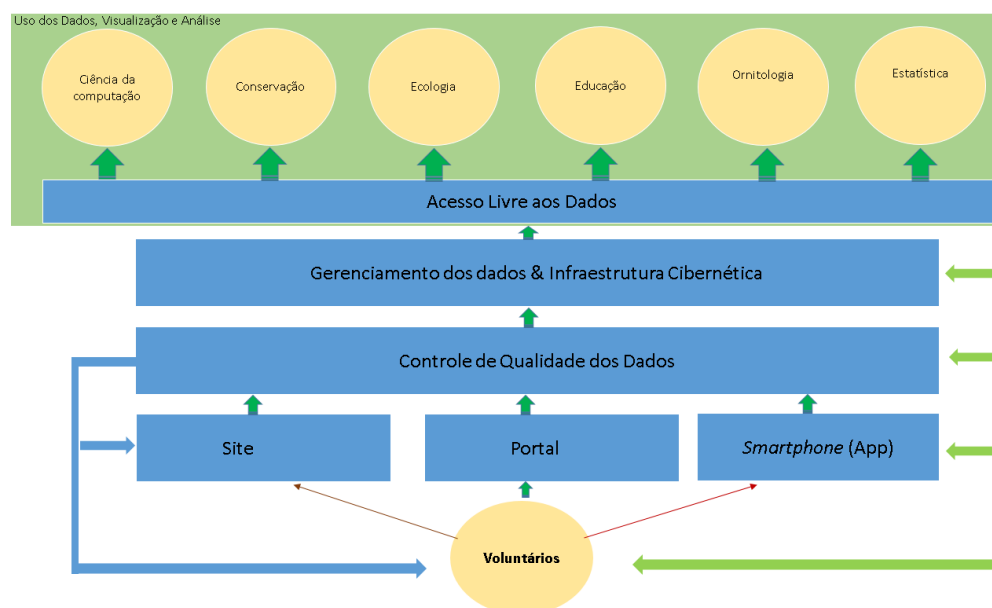 Uso dos Dados, Visualização e Análise
Ciência da
computação
Conservação
Ecologia
Educação
Ornitologia
Estatística
Acesso Livre aos Dados
Gerenciamento dos dados & Infraestrutura Cibernética
Controle de Qualidade dos Dados
Site
Portal
Smartphone (App)
Voluntários